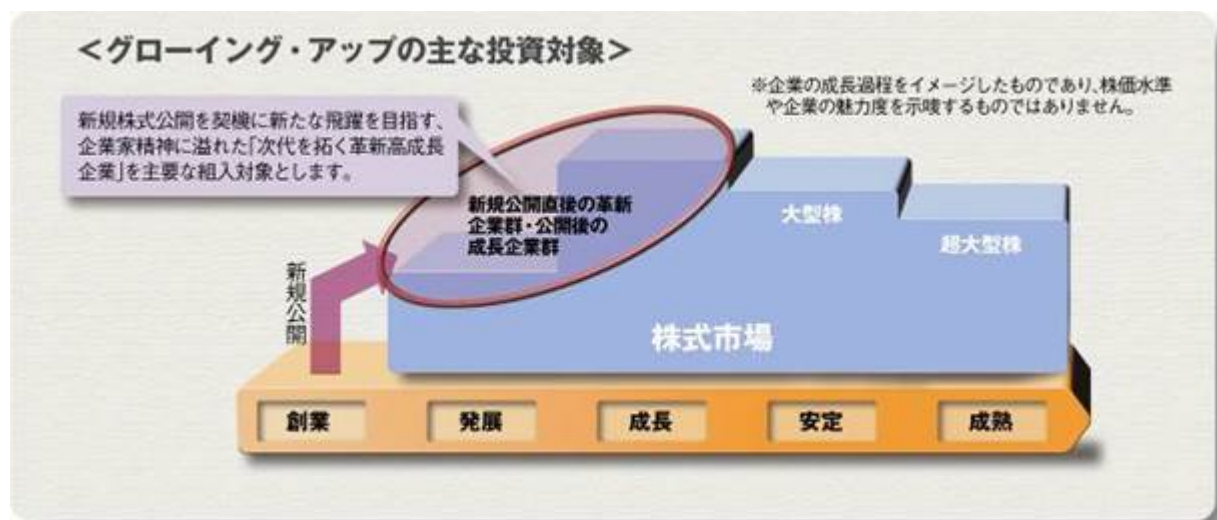 ＜グローイング・アップの主な投資対象＞
※企業の成長過程をイメージしたものであり、株価水準
や企業の魅力度を示唆するものではありません。
新規株式公開を契機に新たな飛躍を目指す、
企業家精神に溢れた「次代を拓く革新高成長
企業」を主要な組入対象とします。
新規公開直後の革新
企業群・公開後の
成長企業群
大型株
超大型株
新規公開
株式市場
創業
発展
成長
安定
成熟